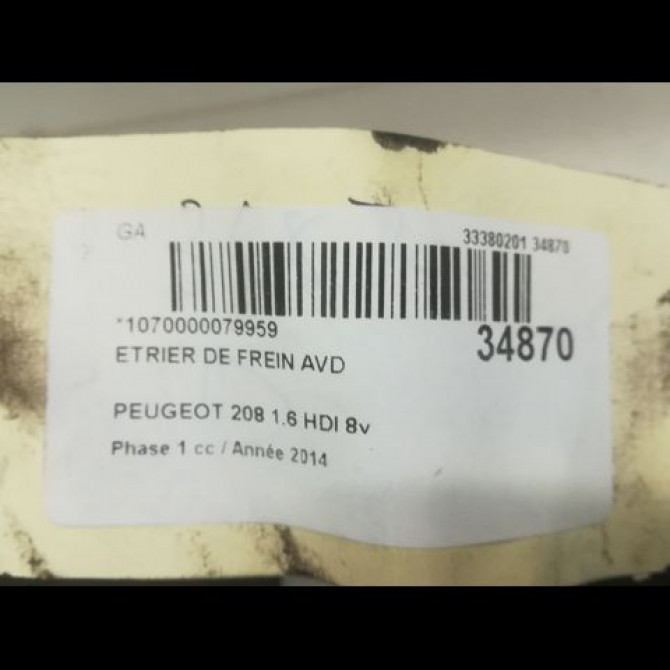 GA
33380201 34870
*1070000079959
34870
ETRIER DE FREIN AVD
PEUGEOT 208 1.6 HDI 8v
Phase 1 cc / Année 2014